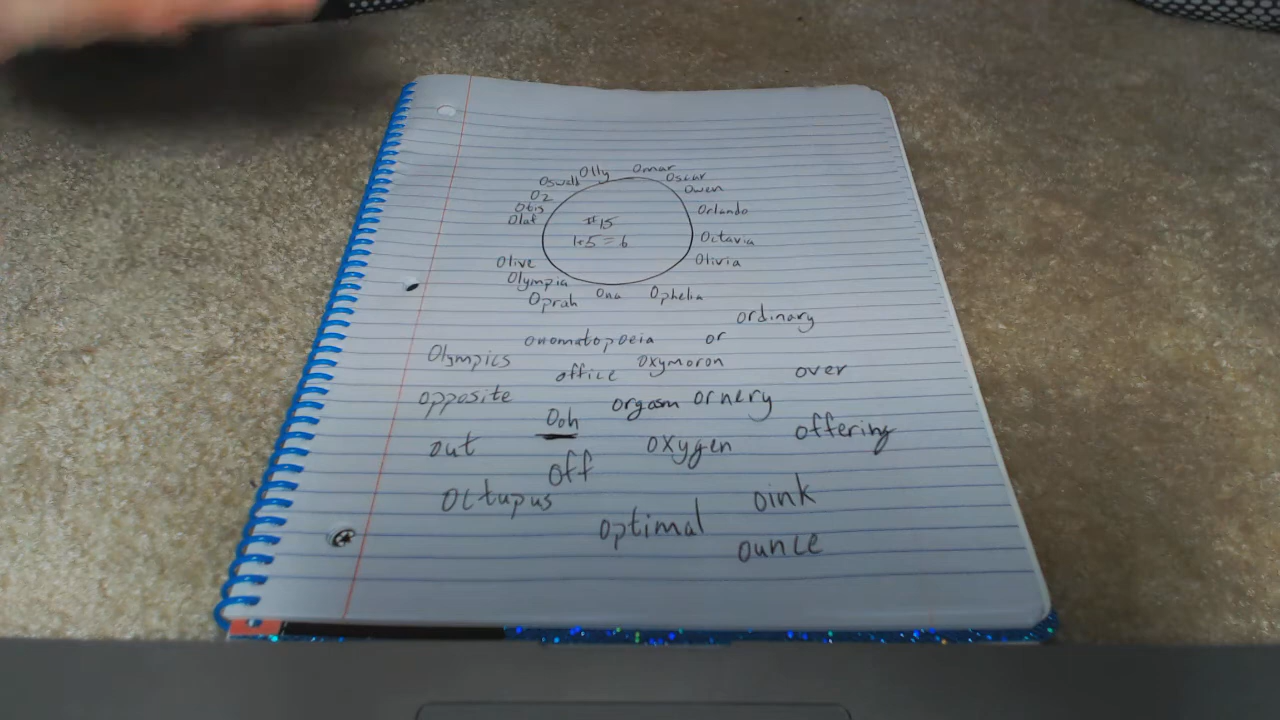 Olly Omar
Oswald Oscar
Oz Owen
Otis Orlando
Olaf #15
1+5=6 Octavia
Olive Olivia
Olympia
Oprah Ona Ophelia
ordinary
onomatopoeia or
Olympics oxymoron
office over
opposite orgasm ornery
Ooh offering
out oxygen
off
Octupus oink
optimal
ounce